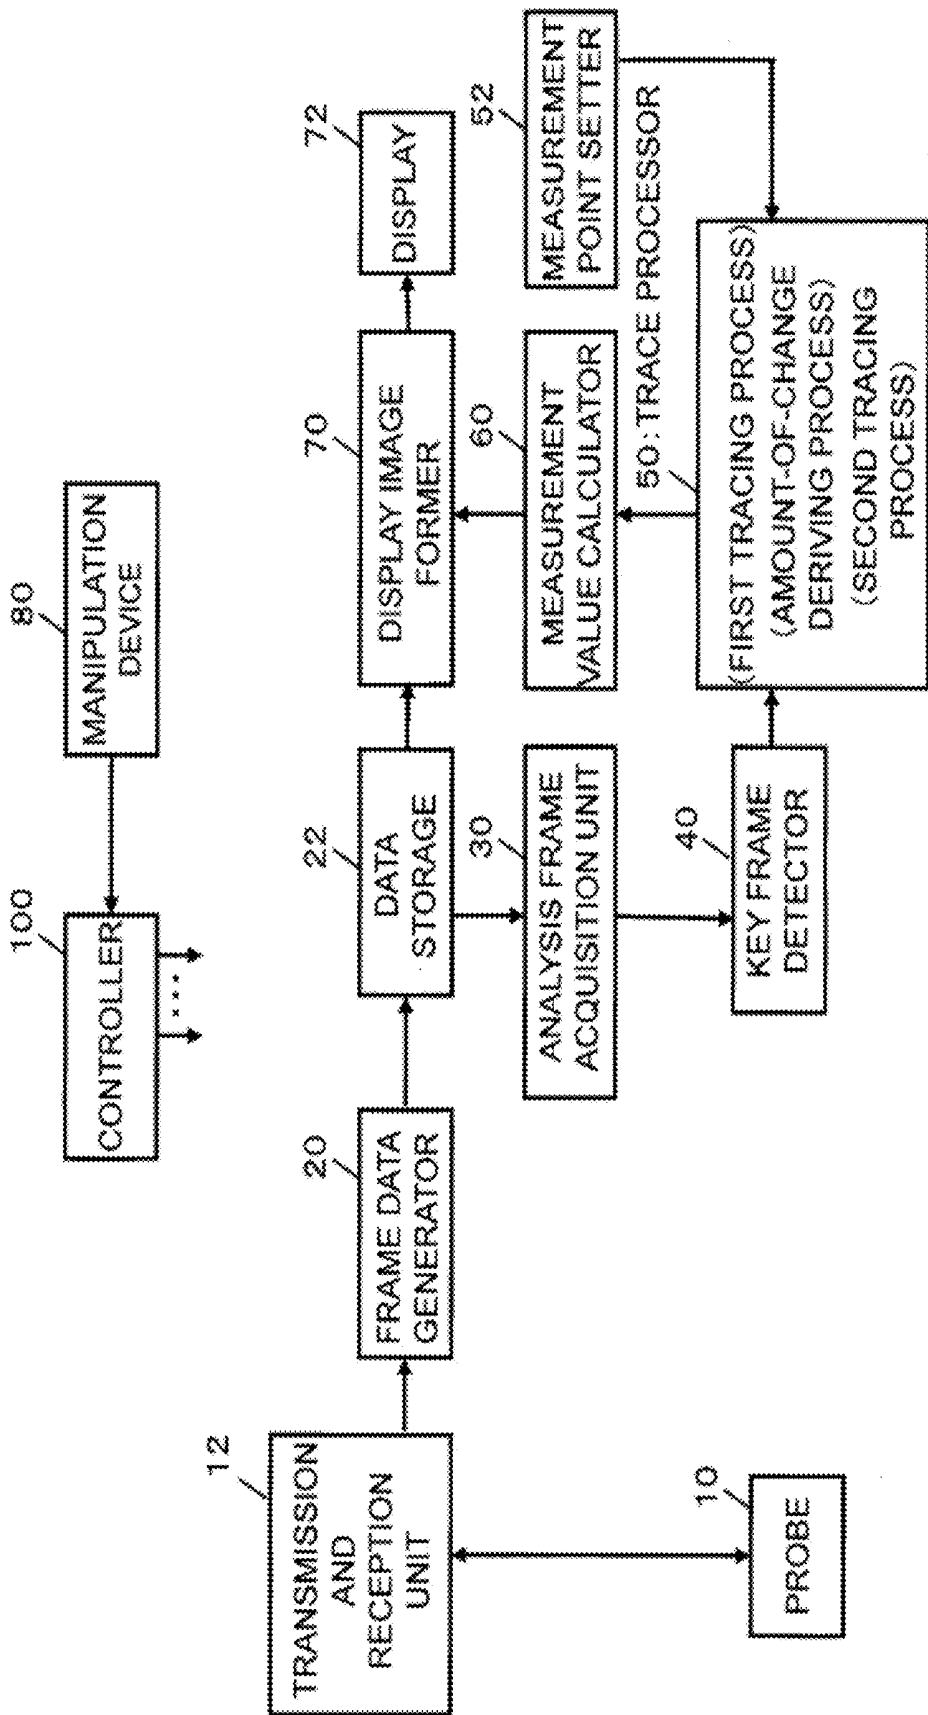 80
MANIPULATION
DEVICE
100
CONTROLLER
...
12
TRANSMISSION
AND
RECEPTION
UNIT
10
PROBE
20
FRAME DATA
GENERATOR
22
DATA
STORAGE
70
DISPLAY IMAGE
FORMER
72
DISPLAY
30
ANALYSIS FRAME
ACQUISITION UNIT
60
MEASUREMENT
VALUE CALCULATOR
52
MEASUREMENT
POINT SETTER
40
KEY FRAME
DETECTOR
50:TRACE PROCESSOR
(FIRST TRACING PROCESS)
(AMOUNT-OF-CHANGE
DERIVING PROCESS)
(SECOND TRACING
PROCESS)